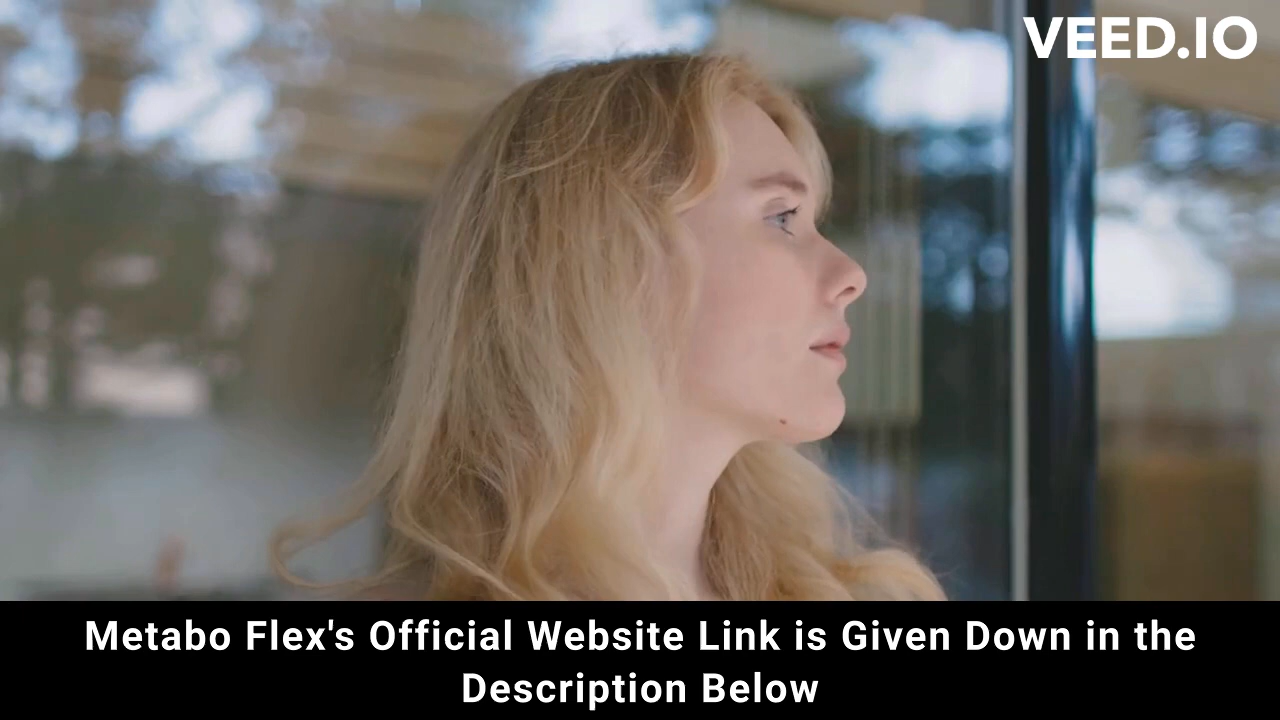 VEED.IO
Metabo Flex's Official Website Link is Given Down in the
Description Below